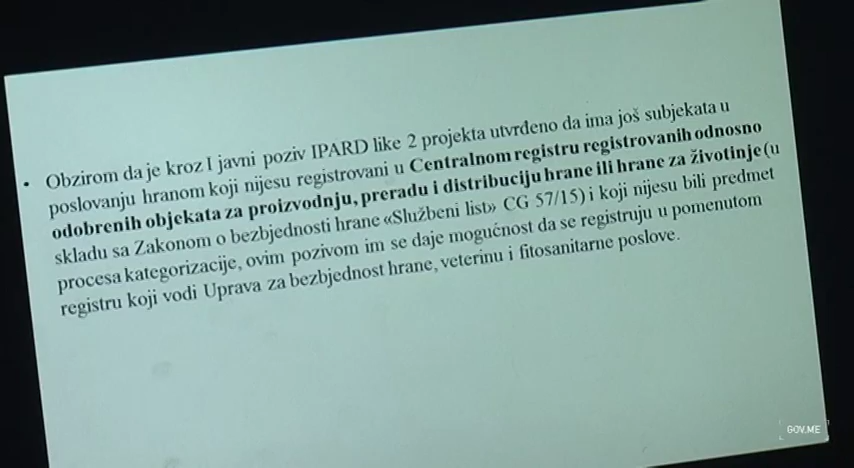 • Obzirom da je kroz I javni poziv IPARD like 2 projekta utvrđeno da ima još subjekata u
poslovanju hranom koji nijesu registrovani u Centralnom registru registrovanih odnosno
odobrenih objekata za proizvodnju, preradu i distribuciju hrane ili hrane za životinje (u
skladu sa Zakonom o bezbjednosti hrane «Službeni list» CG 57/15) i koji nijesu bili predmet
procesa kategorizacije, ovim pozivom im se daje mogućnost da se registruju u pomenutom
registru koji vodi Uprava za bezbjednost hrane, veterinu i fitosanitarne poslove.
GOV.ME